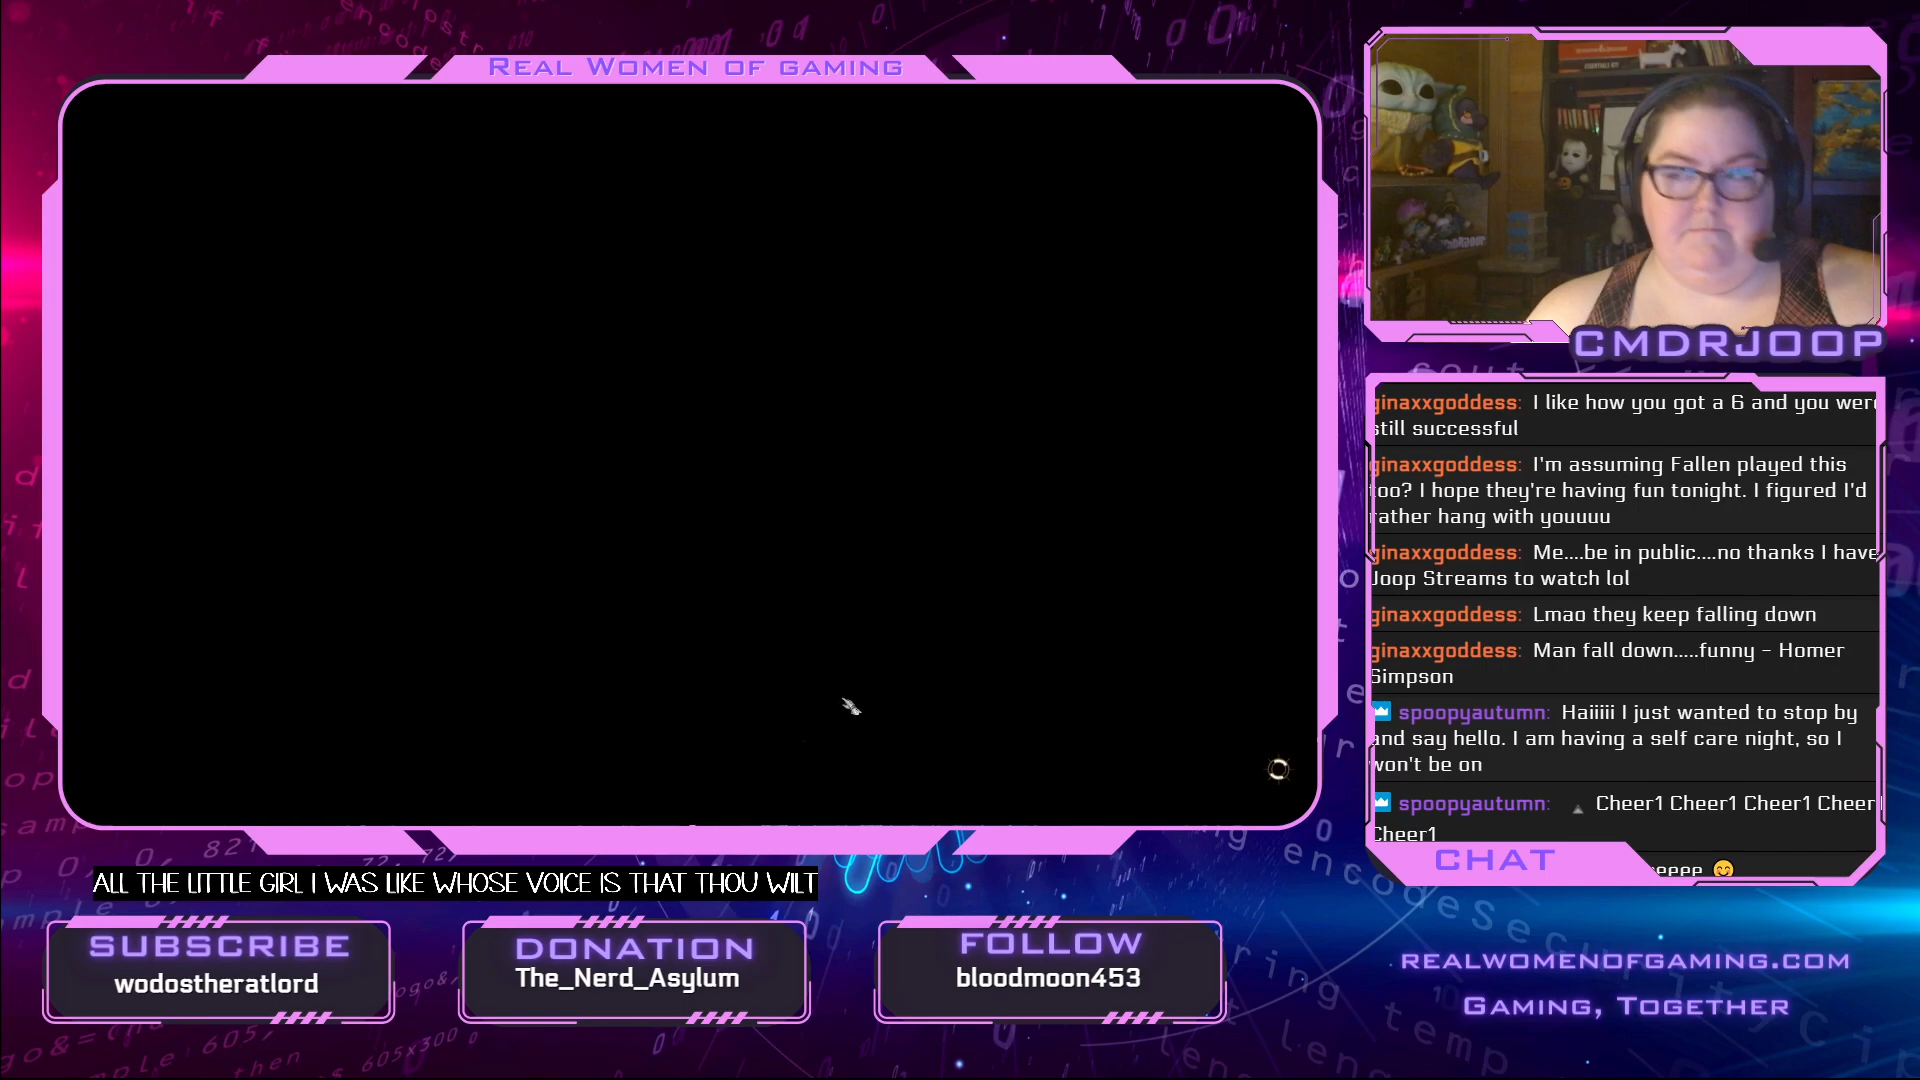 REAL WOMEN OF GAMING
CMDRJOOP
ginaxxgoddess: I like how you got a 6 and you were
still successful
ginaxxgoddess: I'm assuming Fallen played this
too? I hope they're having fun tonight. I figured I'd
rather hang with youuuu
ginaxxgoddess: Me....be in public....no thanks I have
Joop Streams to watch lol
ginaxxgoddess: Lmao they keep falling down
ginaxxgoddess: Man fall down.....funny - Homer
Simpson
spoopyautumn: Haiiiii I just wanted to stop by
and say hello. I am having a self care night, so I
won't be on
spoopyautumn: Cheer1 Cheer1 Cheer1 Cheer1
Cheer1
CHAT
ALL THE LITTLE GIRL I WAS LIKE WHOSE VOICE IS THAT THOU WILT
SUBSCRIBE
wodostheratlord
DONATION
The_Nerd_Asylum
FOLLOW
bloodmoon453
REALWOMENOFGAMING.COM
GAMING, TOGETHER